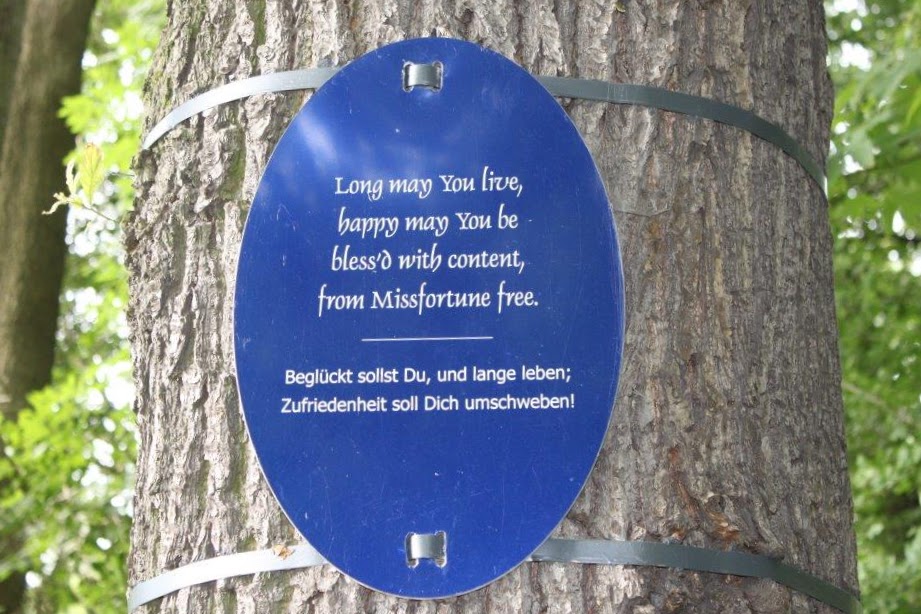 Long may You live,
happy may You be
bless'd with content,
from Missfortune free.
Beglückt sollst Du, und lange leben;
Zufriedenheit soll Dich umschweben!